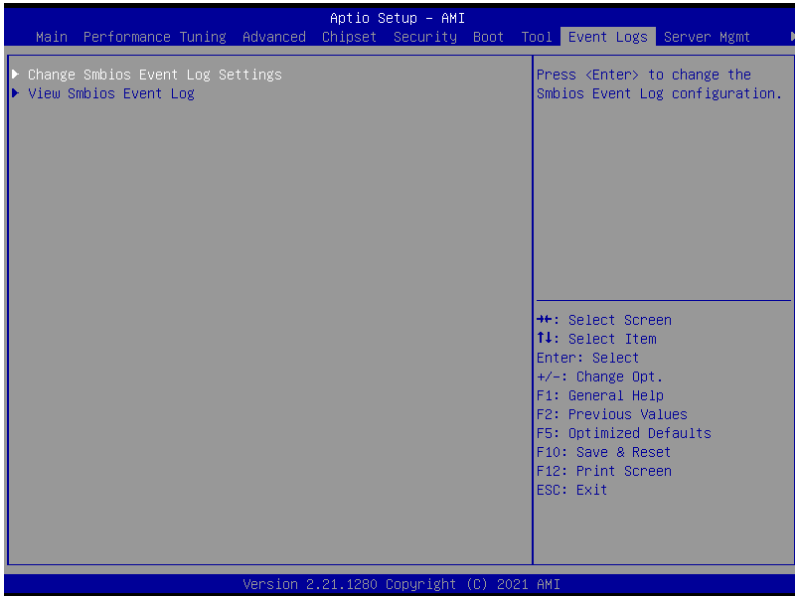 Aptio Setup - AMI
Main Performance Tuning Advanced Chipset Security Boot Tool Event Logs Server Mgmt
Change Smbios Event Log Settings
View Smbios Event Log
Press <Enter> to change the
Smbios Event Log configuration.
→←: Select Screen
↑↓: Select Item
Enter: Select
+/-: Change Opt.
F1: General Help
F2: Previous Values
F5: Optimized Defaults
F10: Save & Reset
F12: Print Screen
ESC: Exit
Version 2.21.1280 Copyright (C) 2021 AMI